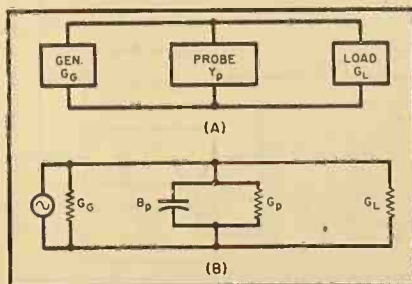 GEN. PROBE LOAD
G_G Y_P G_L
(A)
G_G B_P G_P G_L
(B)